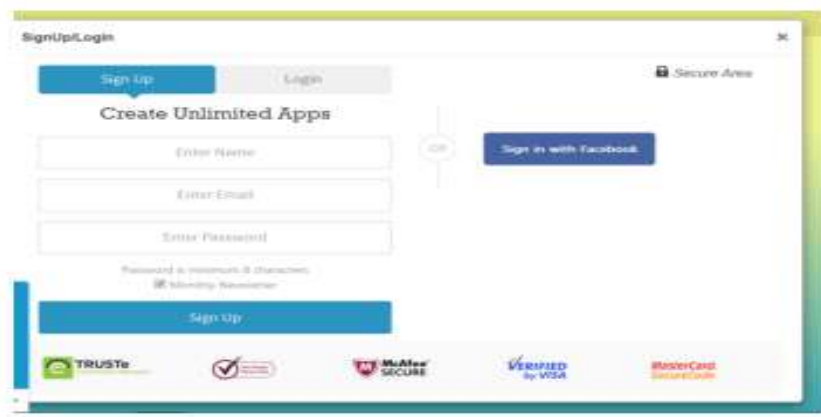 SignUp/Login
×
Sign Up
Login
Secure Area
Create Unlimited Apps
Enter Name
OR
Sign in with Facebook
Enter Email
Enter Password
Password is minimum 8 characters
Monthly Newsletter
Sign Up
TRUSTe
McAfee
SECURE
VERIFIED
by VISA
MasterCard
SecureCode